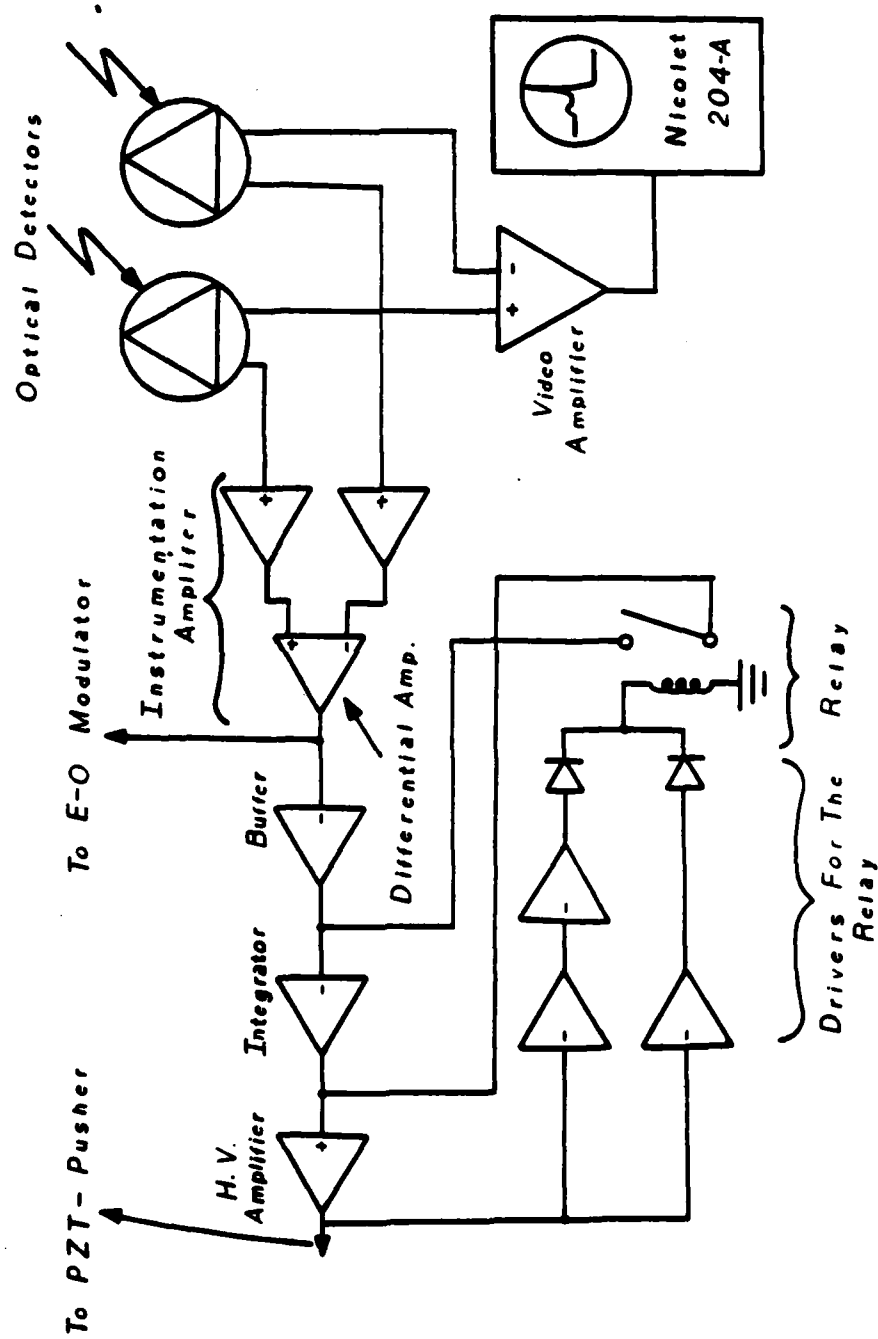 To PZT-Pusher
To E-O Modulator
Optical Detectors
H.V.
Amplifier
Integrator
Buffer
Instrumentation
Amplifer
Differential Amp.
Video
Amplifier
Nicolet
204-A
Drivers For The
Relay
Relay